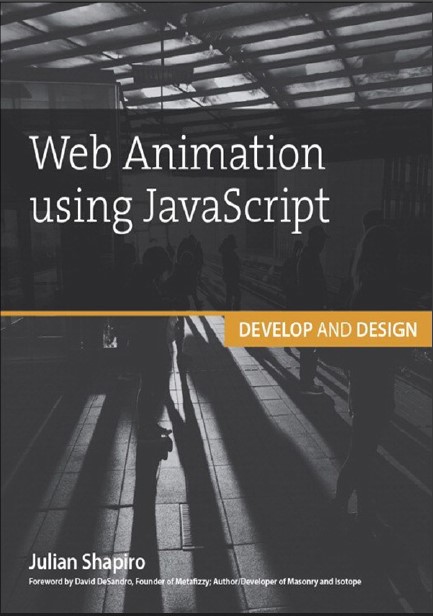 Web Animation
using JavaScript
DEVELOP AND DESIGN
Julian Shapiro
Foreword by David DeSandro, Founder of Metafizzy; Author/Developer of Masonry and Isotope